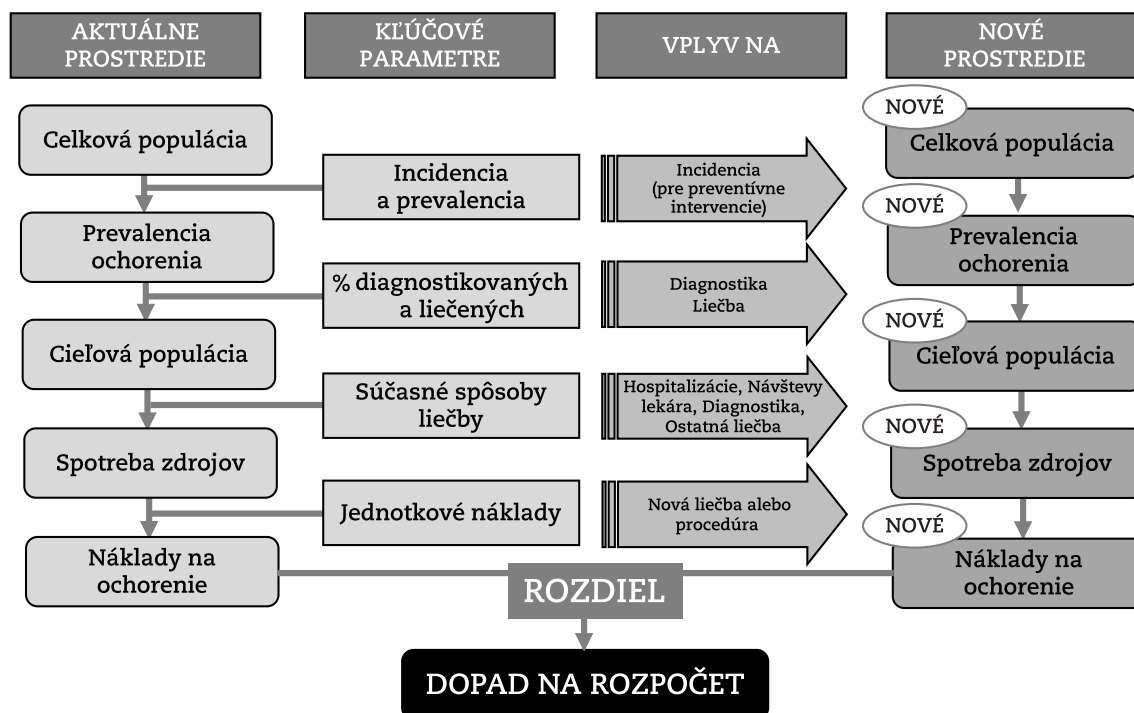 AKTUÁLNE
PROSTREDIE
KĽÚČOVÉ
PARAMETRE
VPLYV NA
NOVÉ
PROSTREDIE
Celková populácia
Prevalencia
ochorenia
Cieľová populácia
Spotreba zdrojov
Náklady na
ochorenie
Incidencia
a prevalencia
% diagnostikovaných
a liečených
Súčasné spôsoby
liečby
Jednotkové náklady
Incidencia
(pre preventívne
intervencie)
Diagnostika
Liečba
Hospitalizácie, Návštevy
lekára, Diagnostika,
Ostatná liečba
Nová liečba alebo
procedúra
NOVÉ
Celková populácia
NOVÉ
Prevalencia
ochorenia
NOVÉ
Cieľová populácia
NOVÉ
Spotreba zdrojov
NOVÉ
Náklady na
ochorenie
ROZDIEL
DOPAD NA ROZPOČET